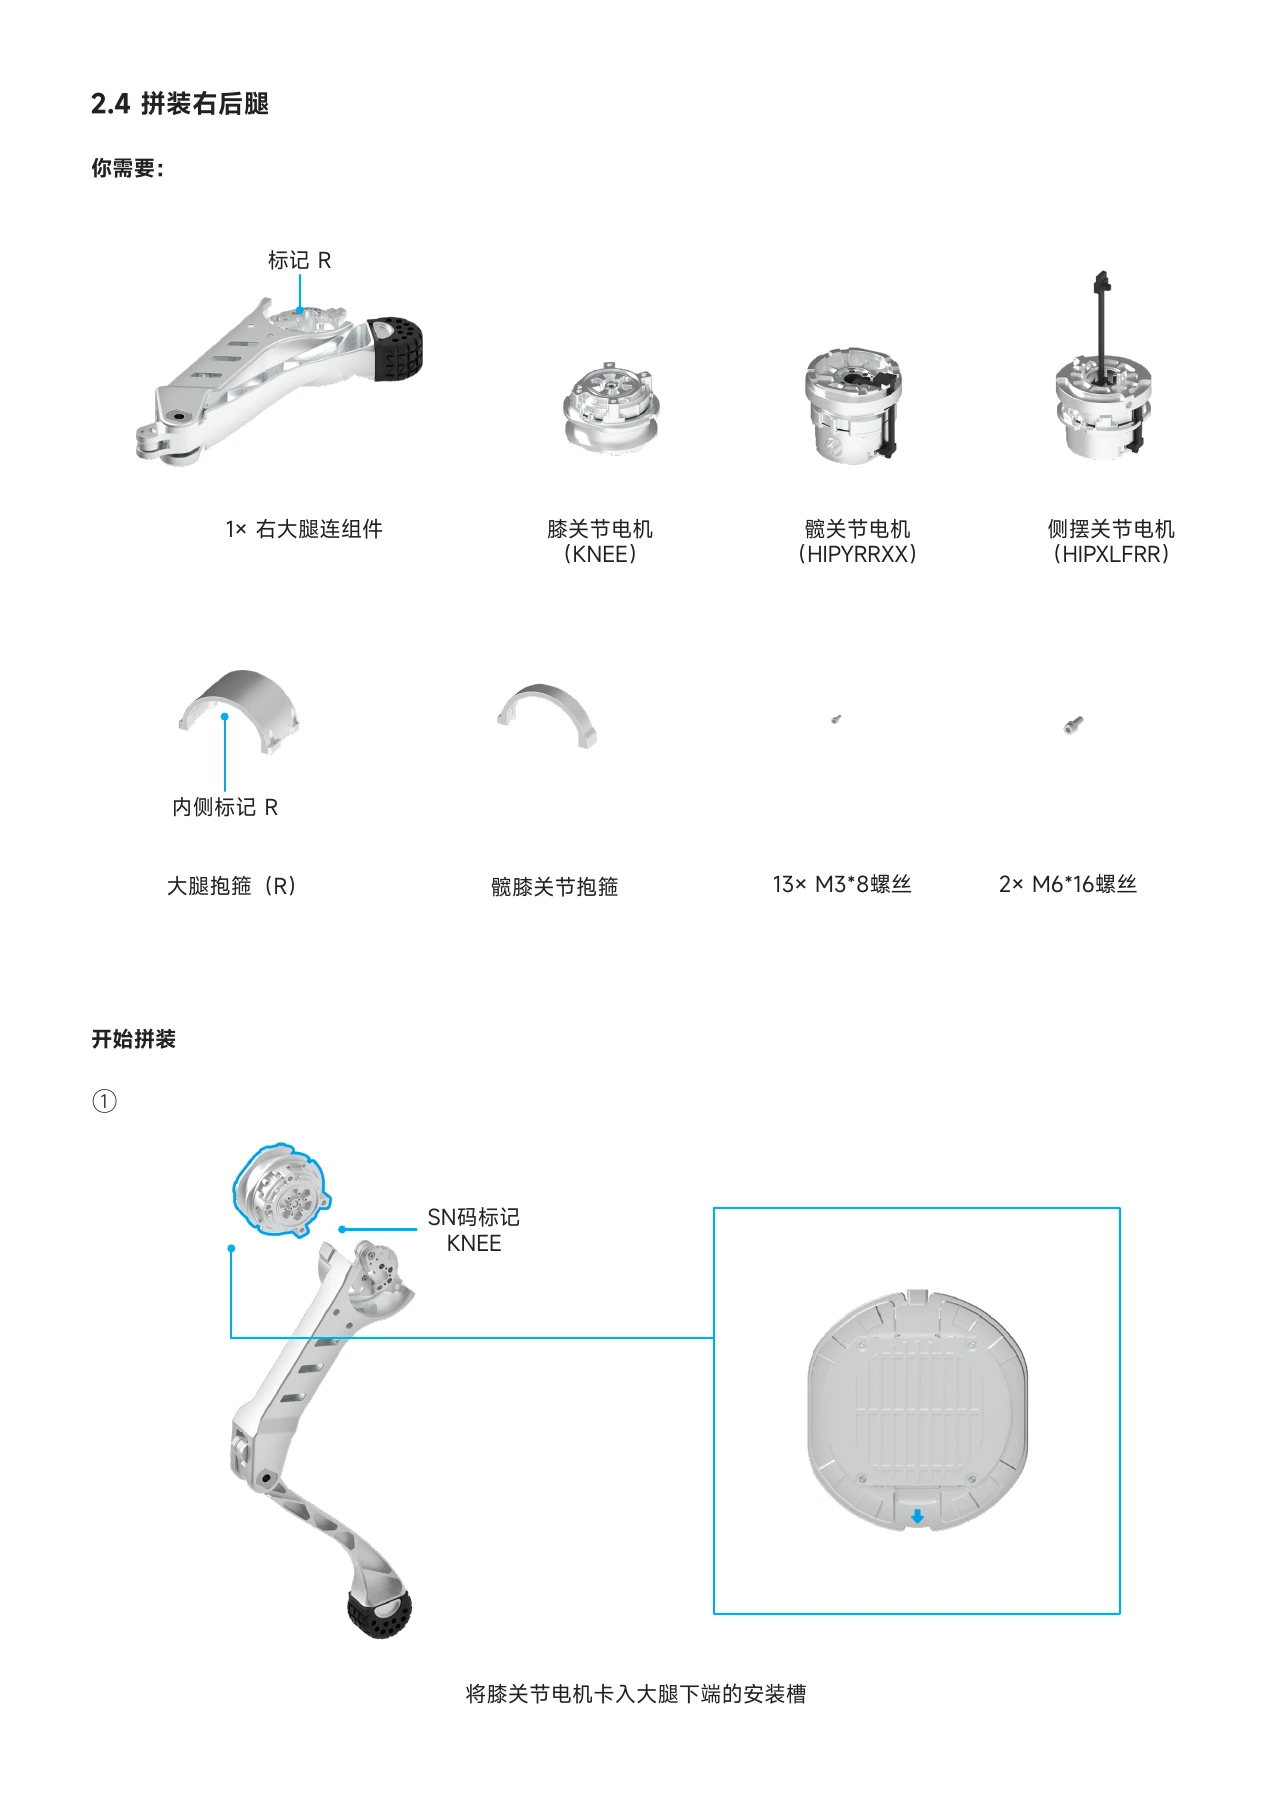 2.4 拼装右后腿
你需要：
标记 R
1× 右大腿连组件
膝关节电机
（KNEE）
髋关节电机
（HIPYRRXX）
侧摆关节电机
（HIPXLFRR）
内侧标记 R
大腿抱箍（R）
髋膝关节抱箍
13× M3*8螺丝
2× M6*16螺丝
开始拼装
①
SN码标记
KNEE
将膝关节电机卡入大腿下端的安装槽